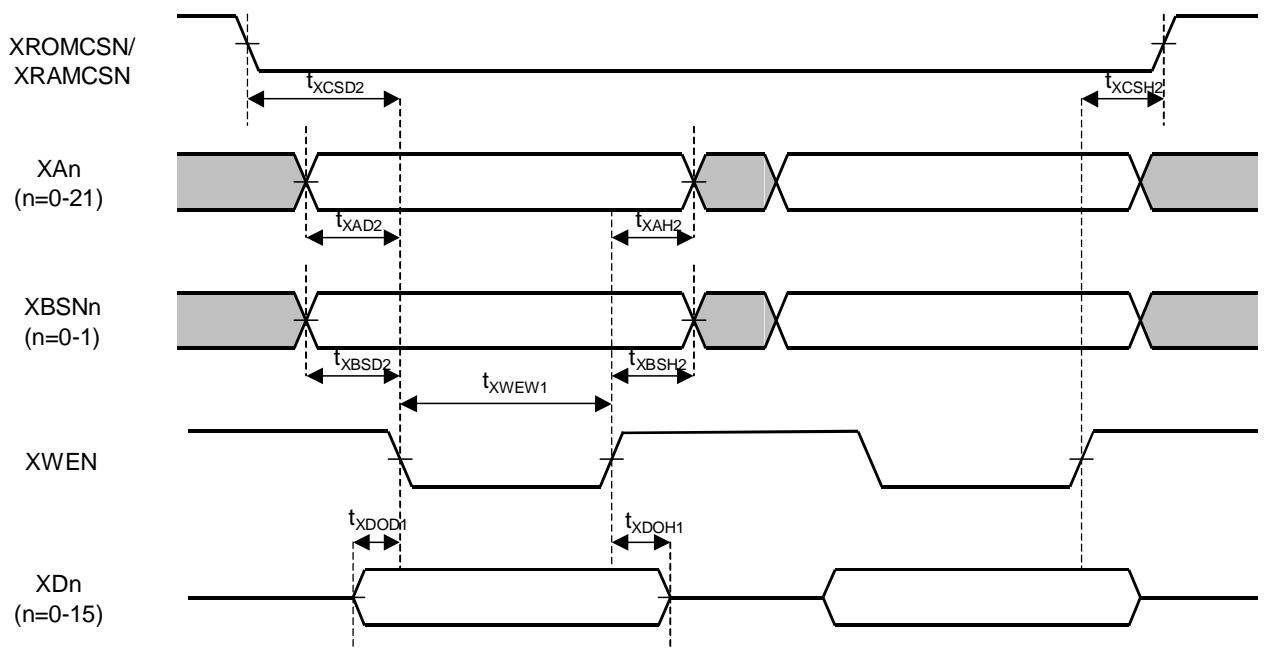 XROMCSN/
XRAMCSN
tXCSD2
tXCSH2
XAn
(n=0-21)
tXAD2
tXAH2
XBSNn
(n=0-1)
tXBSD2
tXBSH2
tXWEW1
XWEN
tXDOD1
tXDOH1
XDn
(n=0-15)